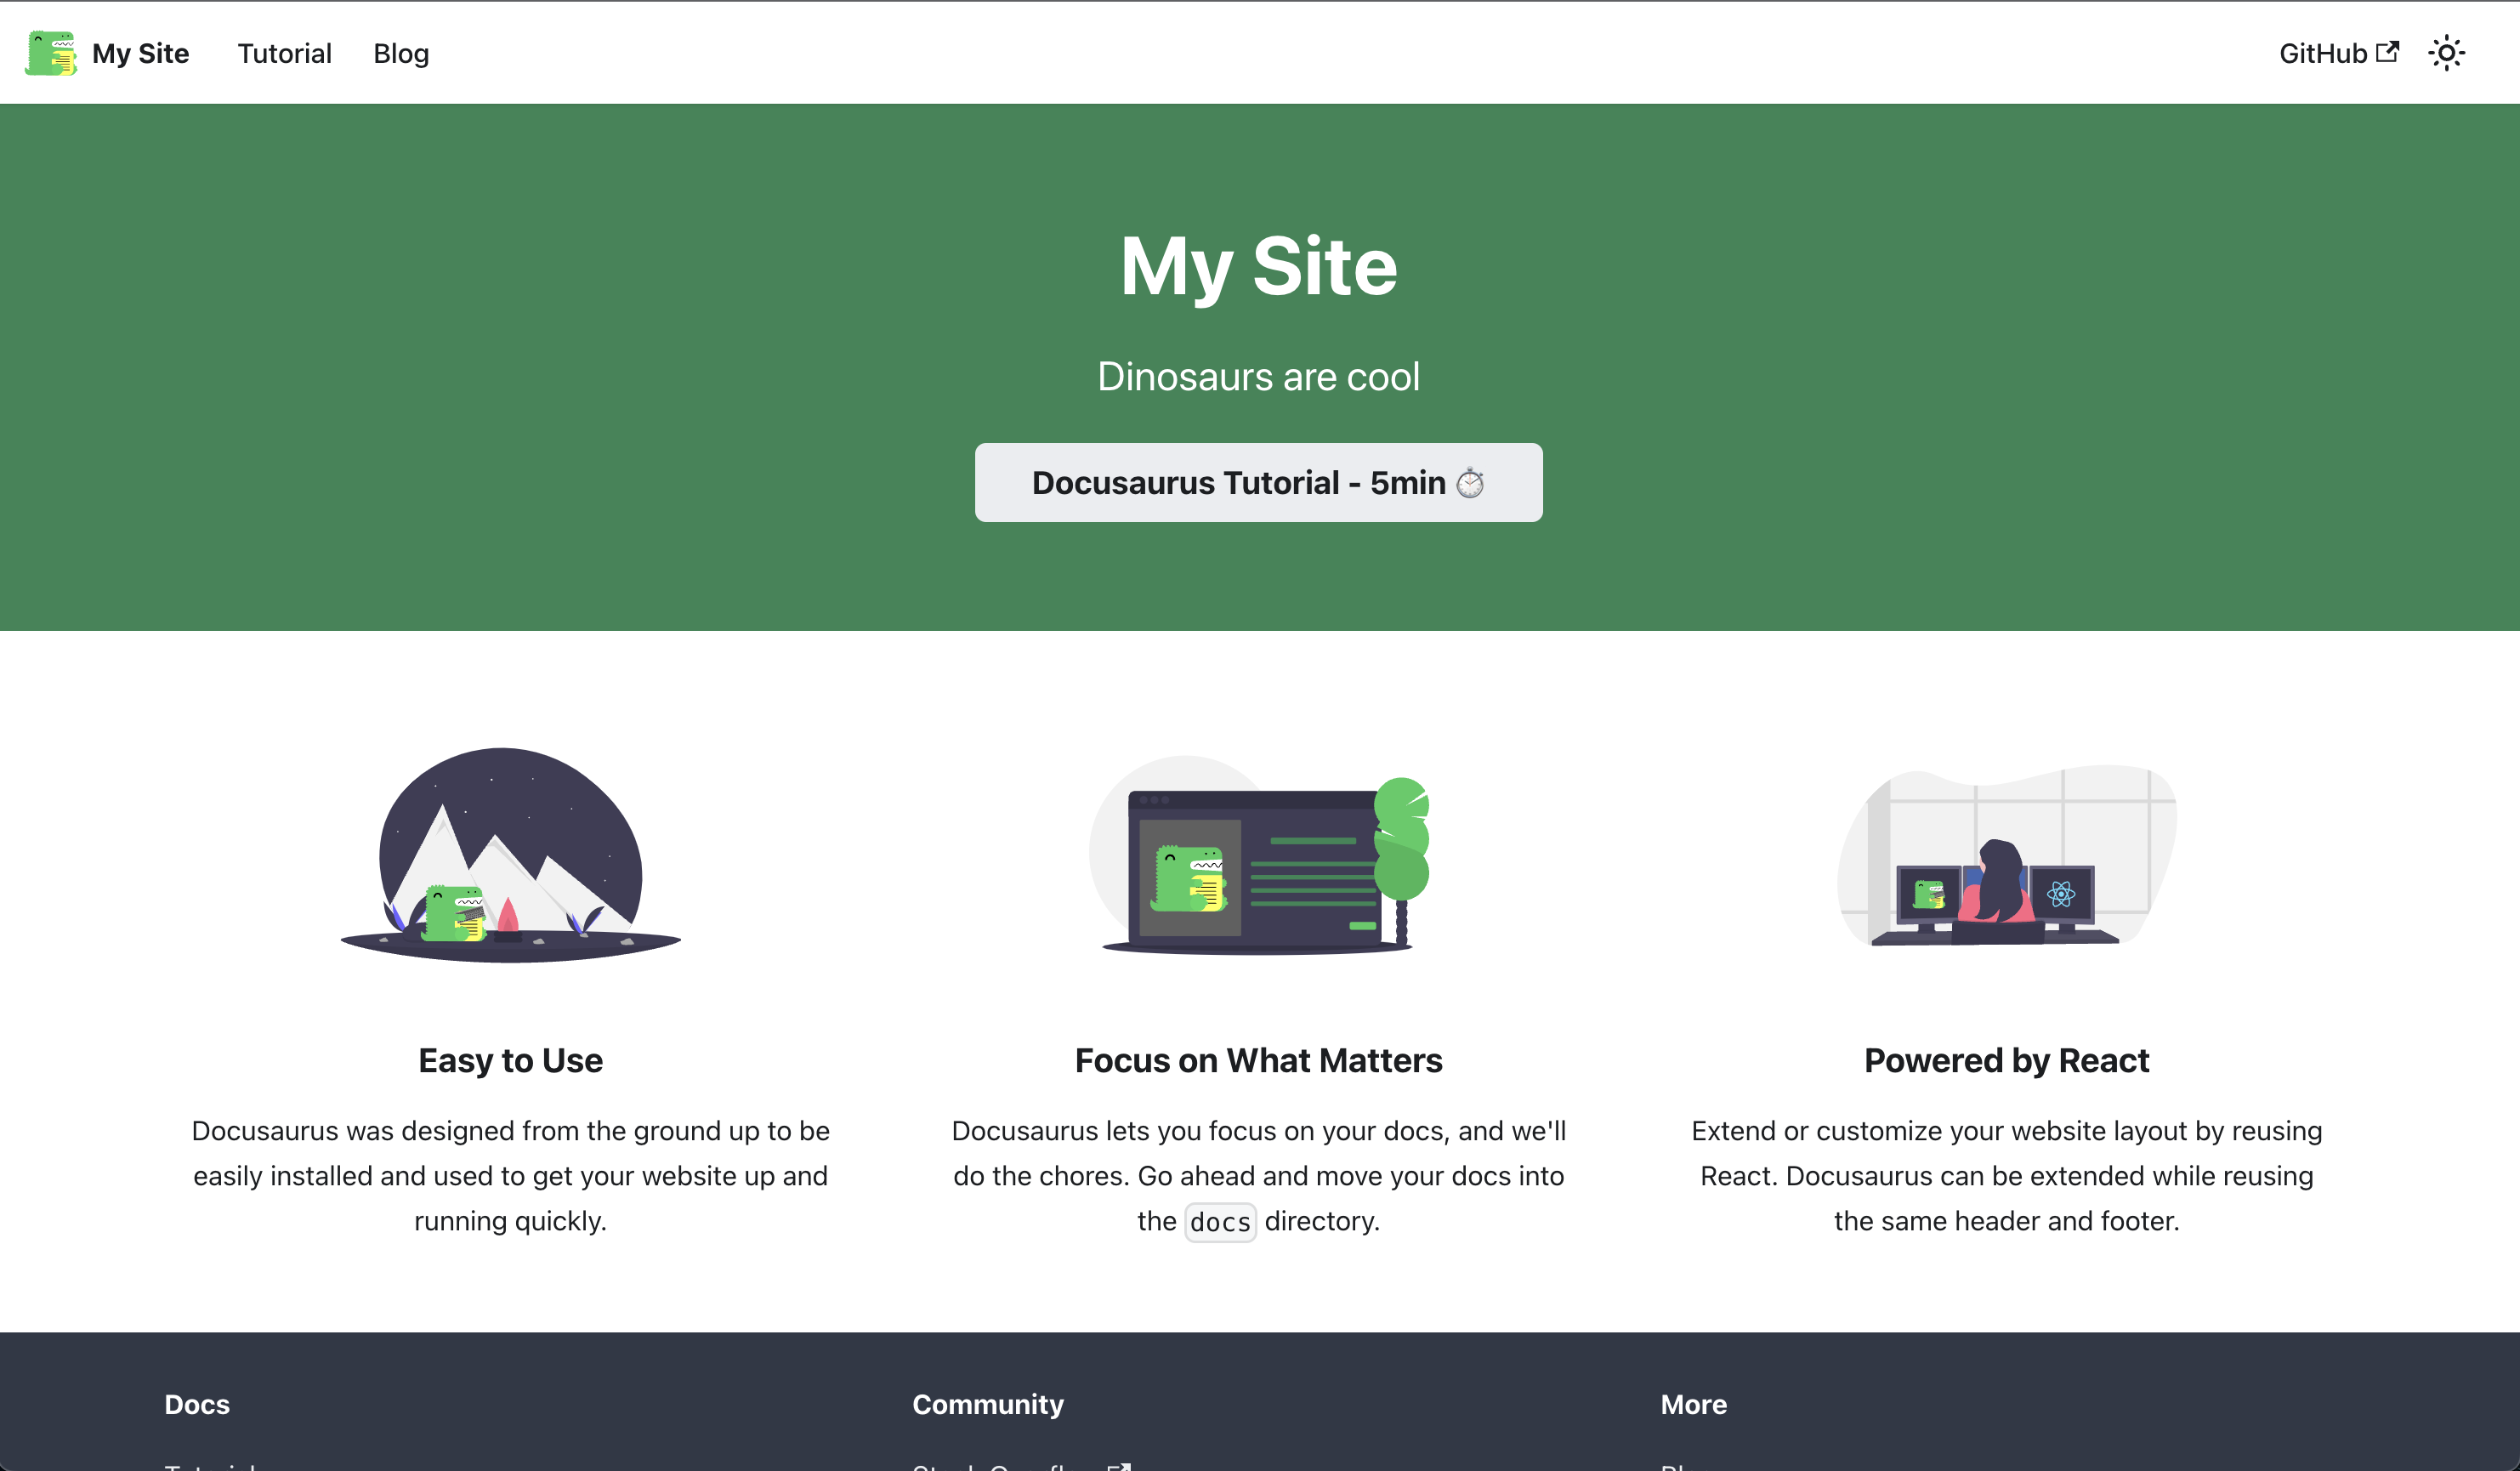 My Site Tutorial Blog GitHub
My Site
Dinosaurs are cool
Docusaurus Tutorial - 5min ⏱️
Easy to Use
Docusaurus was designed from the ground up to be
easily installed and used to get your website up and
running quickly.
Focus on What Matters
Docusaurus lets you focus on your docs, and we'll
do the chores. Go ahead and move your docs into
the docs directory.
Powered by React
Extend or customize your website layout by reusing
React. Docusaurus can be extended while reusing
the same header and footer.
Docs
Community
More